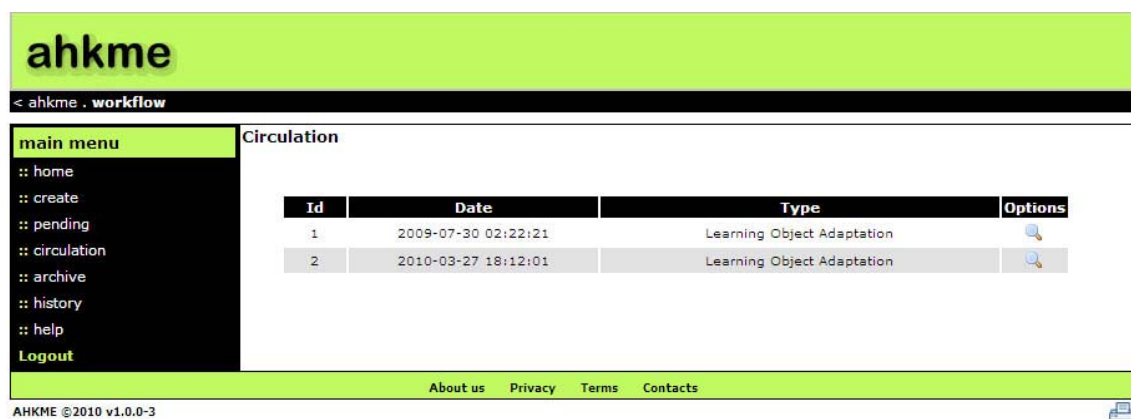 ahkme
< ahkme . workflow
main menu
:: home
:: create
:: pending
:: circulation
:: archive
:: history
:: help
Logout
Circulation
Id Date Type Options
1 2009-07-30 02:22:21 Learning Object Adaptation
2 2010-03-27 18:12:01 Learning Object Adaptation
About us Privacy Terms Contacts
AHKME ©2010 v1.0.0-3